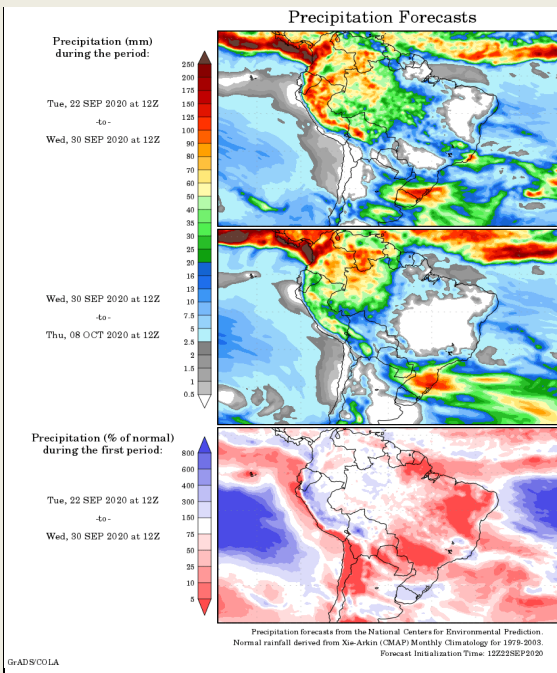 Precipitation Forecasts
Precipitation (mm)
during the period:
Tue, 22 SEP 2020 at 12Z
-to-
Wed, 30 SEP 2020 at 12Z
250
200
175
150
125
100
90
80
70
60
50
40
35
30
25
20
16
13
10
7.5
5
2.5
2
1.5
1
0.5
Wed, 30 SEP 2020 at 12Z
-to-
Thu, 08 OCT 2020 at 12Z
Precipitation (% of normal)
during the first period:
Tue, 22 SEP 2020 at 12Z
-to-
Wed, 30 SEP 2020 at 12Z
800
600
400
300
150
75
50
25
10
5
Precipitation forecasts from the National Centers for Environmental Prediction.
Normal rainfall derived from Xie-Arkin (CMAP) Monthly Climatology for 1979-2003.
Forecast Initialization Time: 12Z22SEP2020
GrADS/COLA